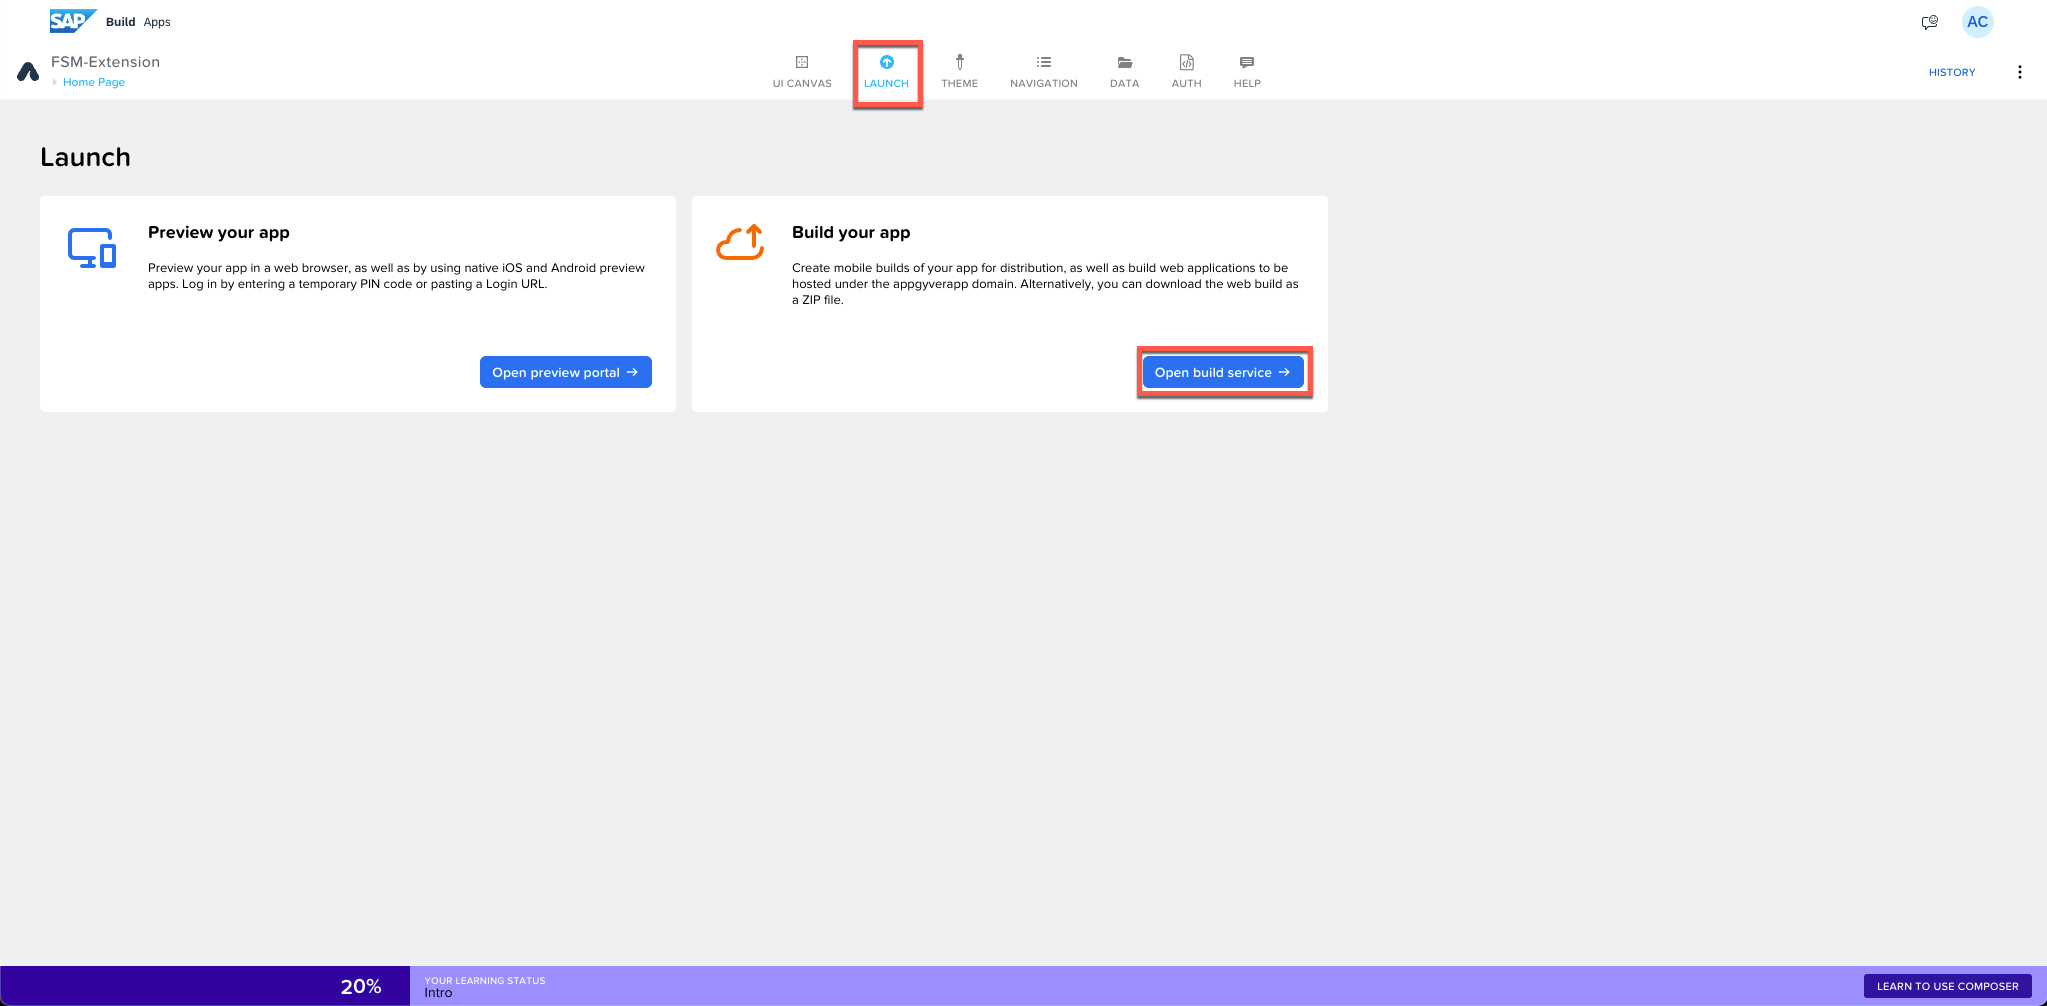 SAP Build Apps
FSM-Extension
Home Page
UI CANVAS
LAUNCH
THEME
NAVIGATION
DATA
AUTH
HELP
AC
HISTORY
Launch
Preview your app
Preview your app in a web browser, as well as by using native iOS and Android preview
apps. Log in by entering a temporary PIN code or pasting a Login URL.
Open preview portal →
Build your app
Create mobile builds of your app for distribution, as well as build web applications to be
hosted under the appgyverapp domain. Alternatively, you can download the web build as
a ZIP file.
Open build service →
20%
YOUR LEARNING STATUS
Intro
LEARN TO USE COMPOSER